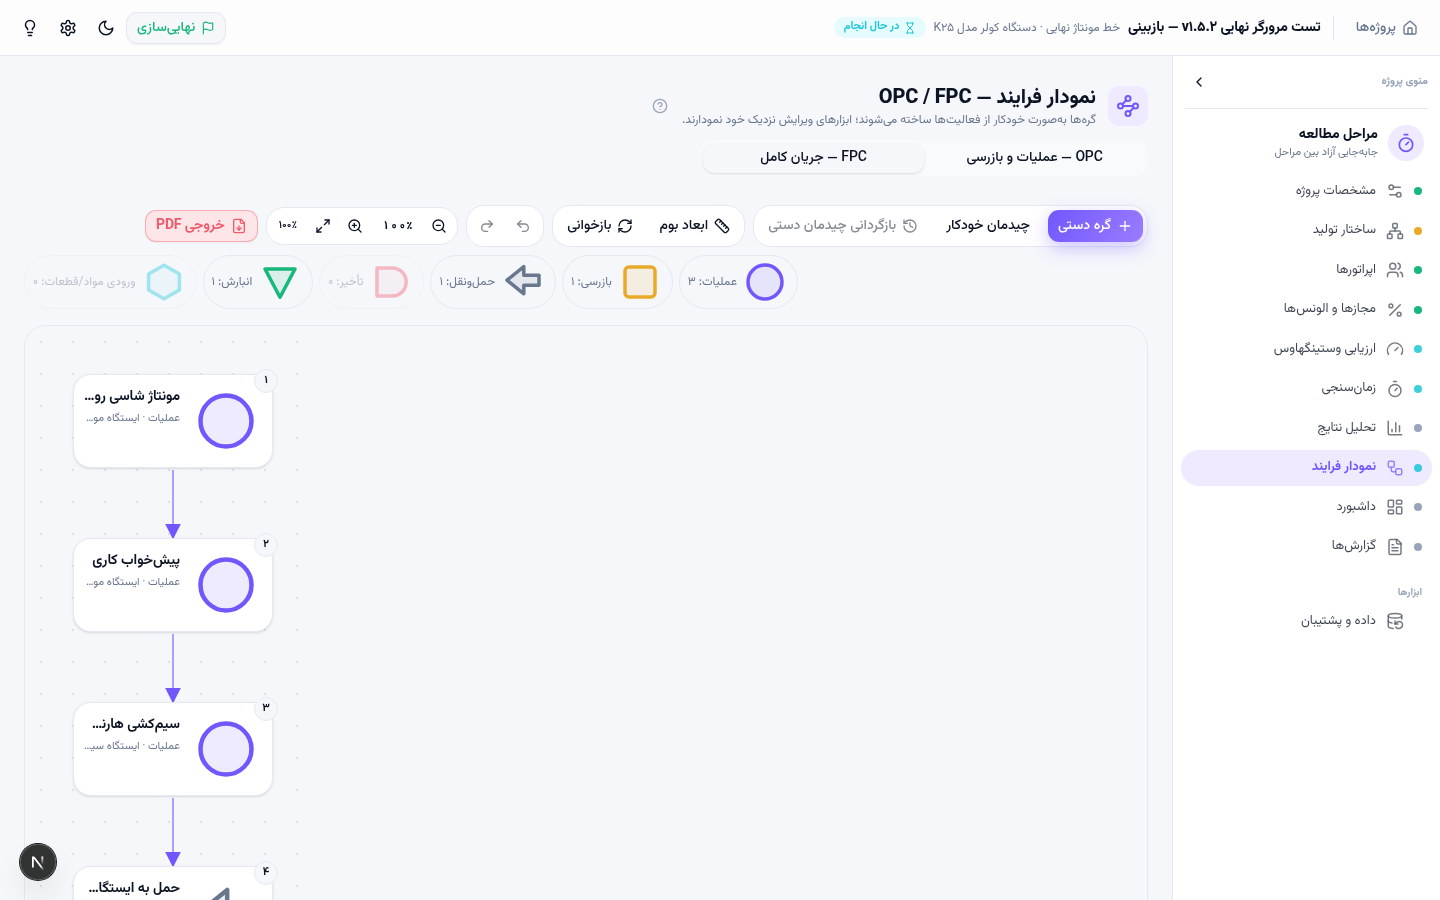 پروژه‌ها
تست مرورگر نهایی v۱.۵.۲ — بازبینی
خط مونتاژ نهایی · دستگاه کولر مدل K۲۵
در حال انجام
نهایی‌سازی
منوی پروژه
مراحل مطالعه
جابه‌جایی آزاد بین مراحل
مشخصات پروژه
ساختار تولید
اپراتورها
مجازها و الونس‌ها
ارزیابی وستینگهاوس
زمان‌سنجی
تحلیل نتایج
نمودار فرایند
داشبورد
گزارش‌ها
ابزارها
داده و پشتیبان
نمودار فرایند — OPC / FPC
گره‌ها به‌صورت خودکار از فعالیت‌ها ساخته می‌شوند؛ ابزارهای ویرایش نزدیک خود نمودارند.
OPC — عملیات و بازرسی
FPC — جریان کامل
گره دستی
چیدمان خودکار
بازگردانی چیدمان دستی
ابعاد بوم
بازخوانی
۱۰۰٪
۱۰۰٪
خروجی PDF
عملیات: ۳
بازرسی: ۱
حمل‌ونقل: ۱
تأخیر: ۰
انبارش: ۱
ورودی مواد/قطعات: ۰
۱
مونتاژ شاسی رو...
عملیات · ایستگاه مو...
۲
پیش‌خواب کاری
عملیات · ایستگاه مو...
۳
سیم‌کشی هارنـ...
عملیات · ایستگاه سیـ...
۴
حمل به ایستگا...
N